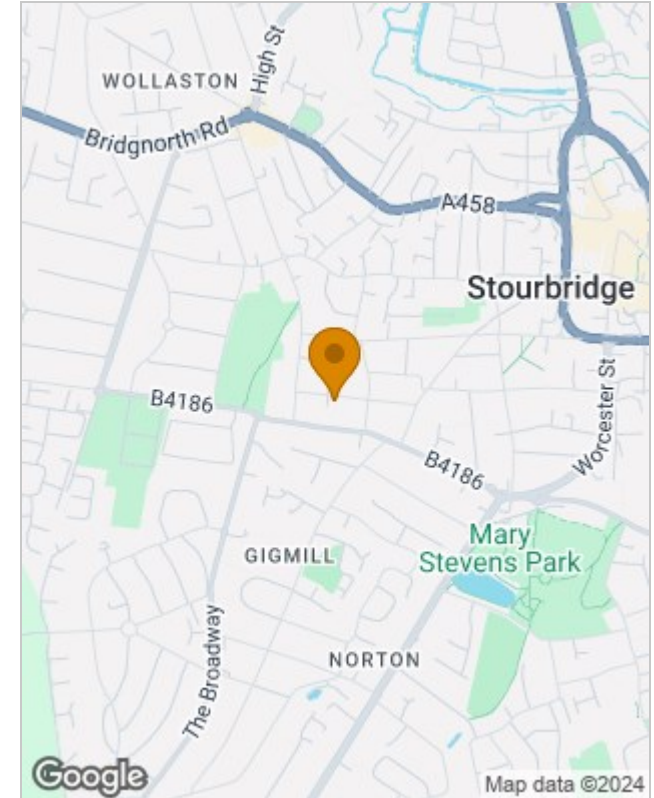 High St
WOLLASTON
Bridgnorth Rd
A458
Stourbridge
B4186
Worcester St
B4186
Mary
Stevens Park
GIGMILL
The Broadway
NORTON
Google
Map data ©2024